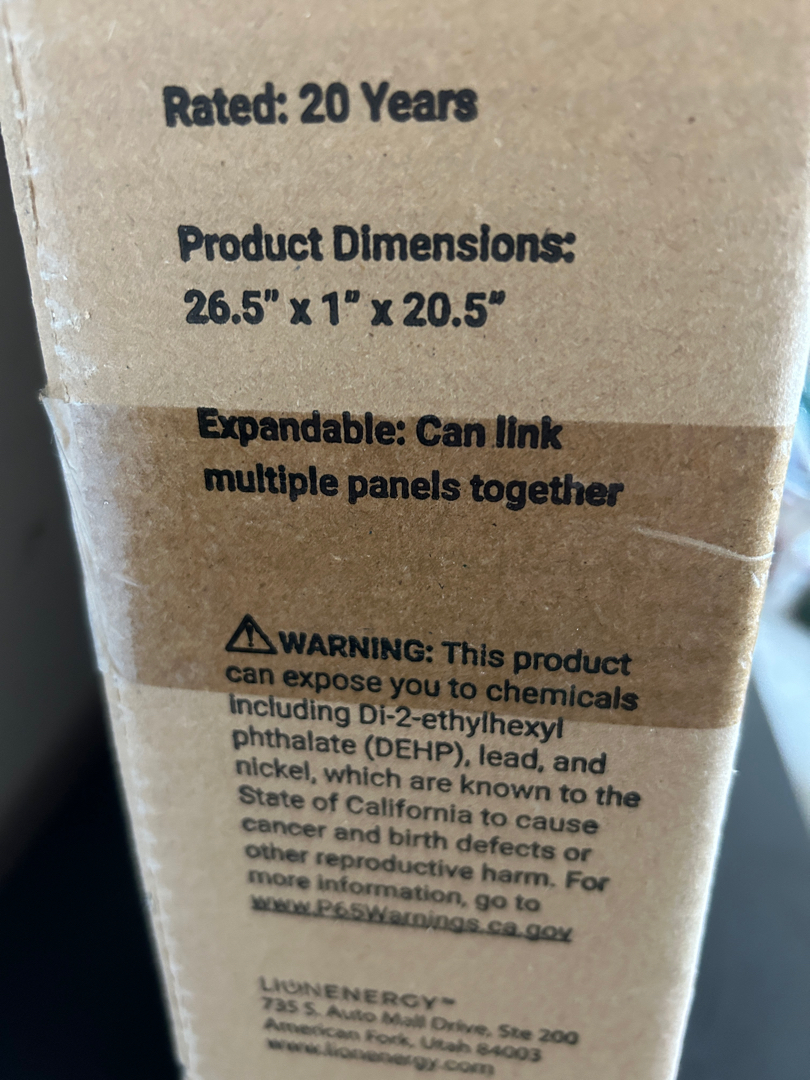 Rated: 20 Years
Product Dimensions:
26.5" x 1" x 20.5"
Expandable: Can link
multiple panels together
⚠WARNING: This product
can expose you to chemicals
including Di-2-ethylhexyl
phthalate (DEHP), lead, and
nickel, which are known to the
State of California to cause
cancer and birth defects or
other reproductive harm. For
more information, go to
www.P65Warnings.ca.gov
LIONENERGY™
735 S. Auto Mall Drive, Ste 200
American Fork, Utah 84003
www.lionenergy.com